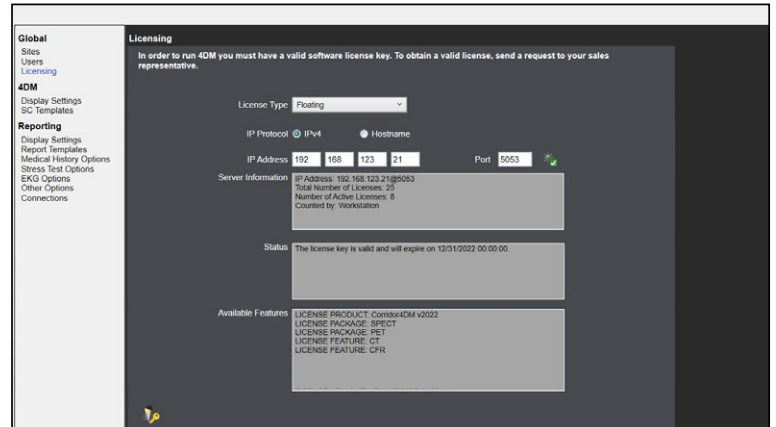 Global
Sites
Users
Licensing
4DM
Display Settings
SC Templates
Reporting
Display Settings
Report Templates
Medical History Options
Stress Test Options
EKG Options
Other Options
Connections
Licensing
In order to run 4DM you must have a valid software license key. To obtain a valid license, send a request to your sales
representative.
License Type Floating
IP Protocol IPv4 Hostname
IP Address 192 168 123 21 Port 5053
Server Information IP Address: 192.168.123.21@5053
Total Number of Licenses: 25
Number of Active Licenses: 8
Counted by: Workstation
Status The license key is valid and will expire on 12/31/2022 00:00:00.
Available Features LICENSE PRODUCT: Corridor4DM v2022
LICENSE PACKAGE: SPECT
LICENSE PACKAGE: PET
LICENSE FEATURE: CT
LICENSE FEATURE: CFR